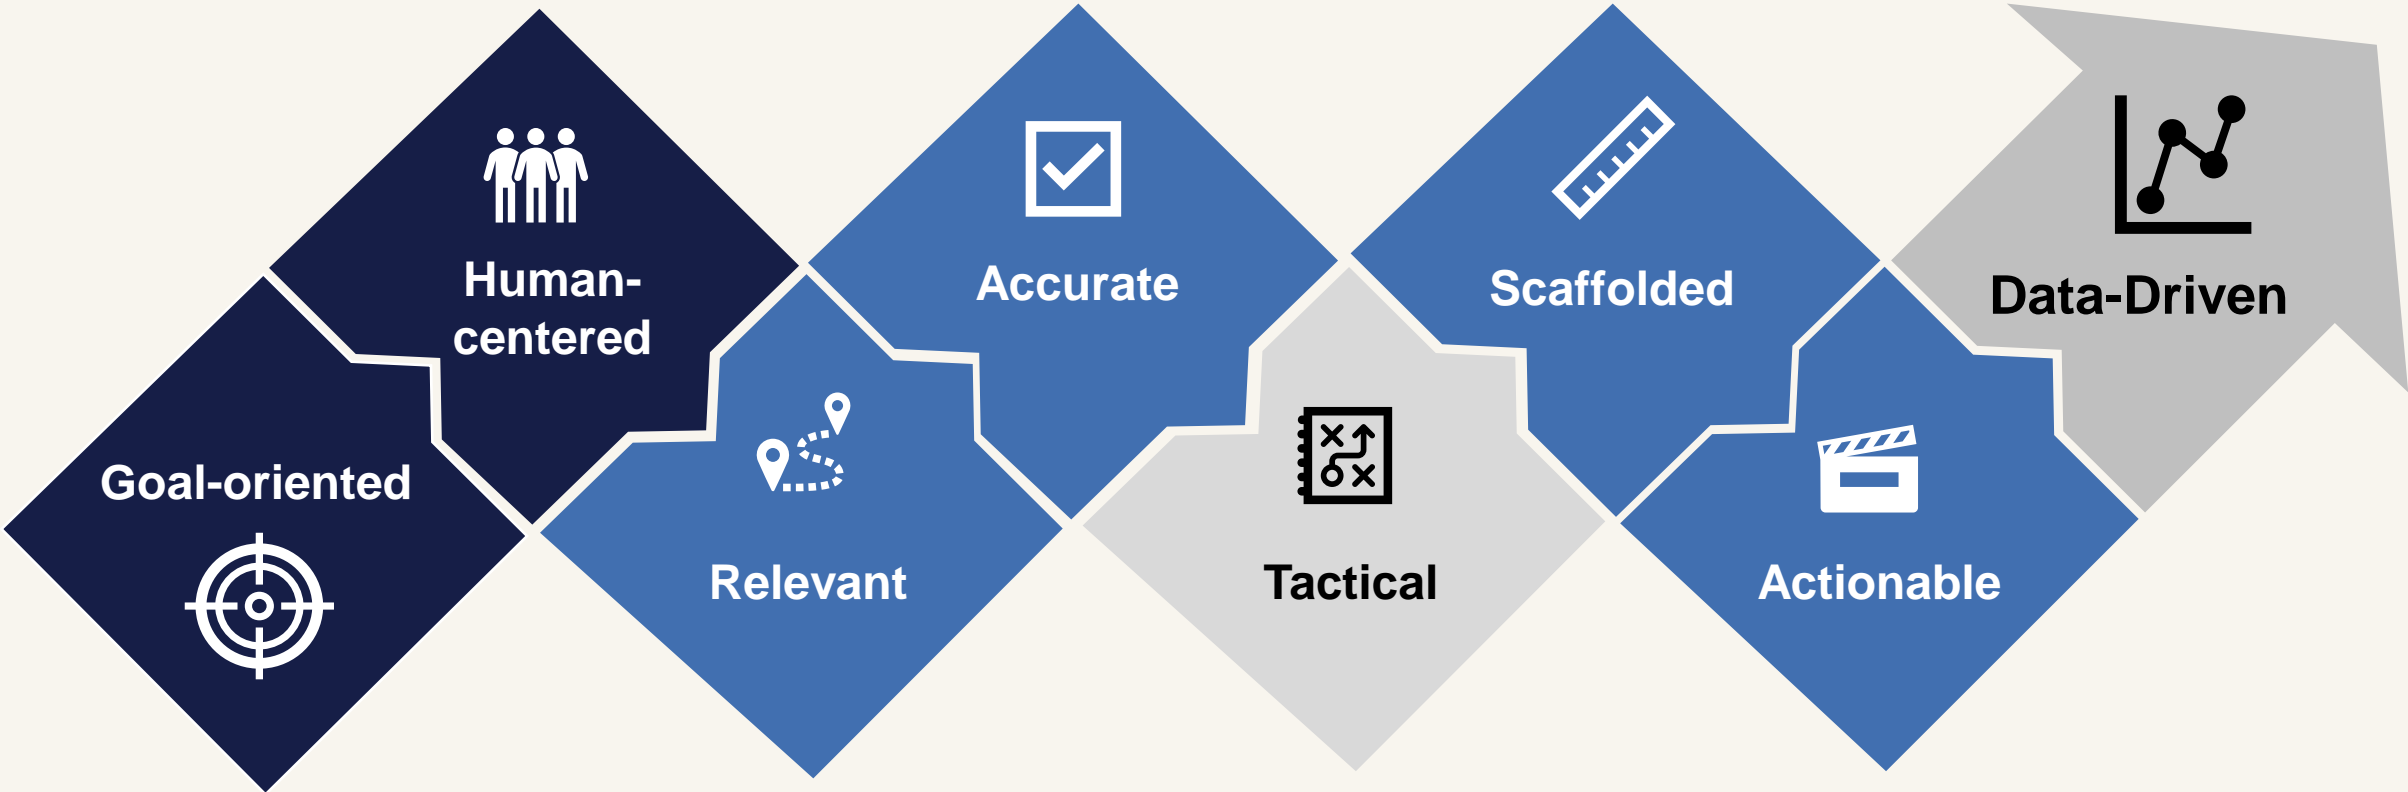 Goal-oriented
Human-
centered
Relevant
Accurate
Tactical
Scaffolded
Actionable
Data-Driven